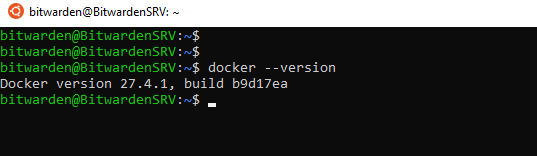 bitwarden@BitwardenSRV: ~
bitwarden@BitwardenSRV:~$
bitwarden@BitwardenSRV:~$
bitwarden@BitwardenSRV:~$ docker --version
Docker version 27.4.1, build b9d17ea
bitwarden@BitwardenSRV:~$